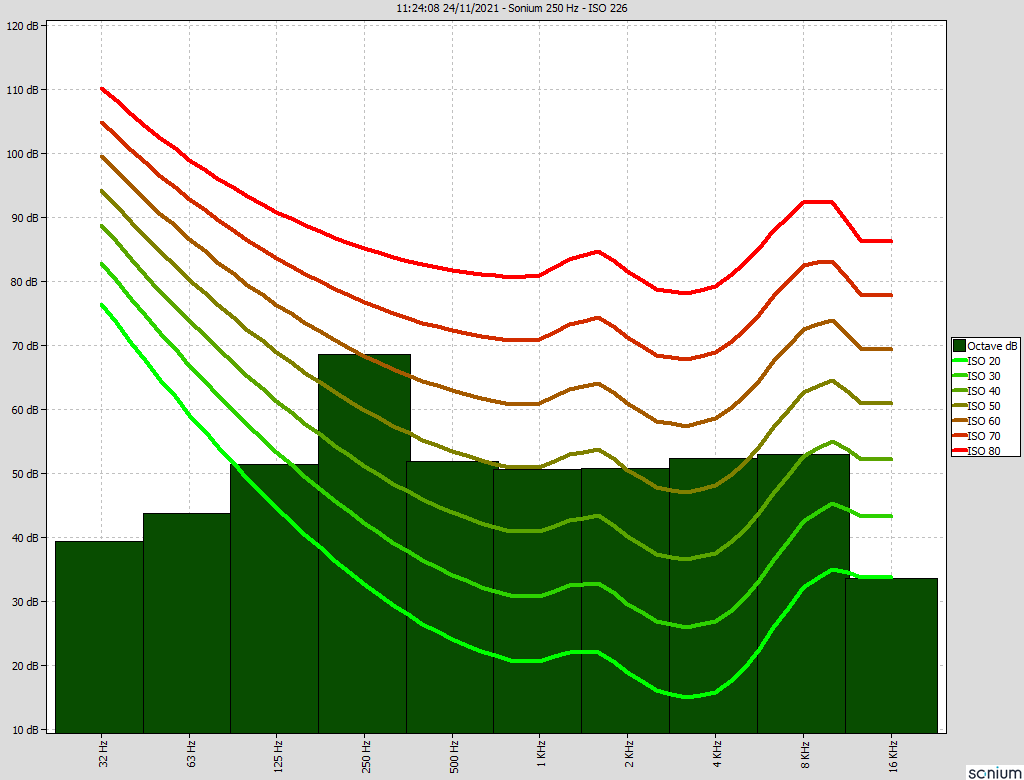 11:24:08 24/11/2021 - Sonium 250 Hz - ISO 226
120 dB
110 dB
100 dB
90 dB
80 dB
70 dB
60 dB
50 dB
40 dB
30 dB
20 dB
10 dB
Octave dB
ISO 20
ISO 30
ISO 40
ISO 50
ISO 60
ISO 70
ISO 80
32 Hz
63 Hz
125 Hz
250 Hz
500 Hz
1 KHz
2 KHz
4 KHz
8 KHz
16 KHz
sonium